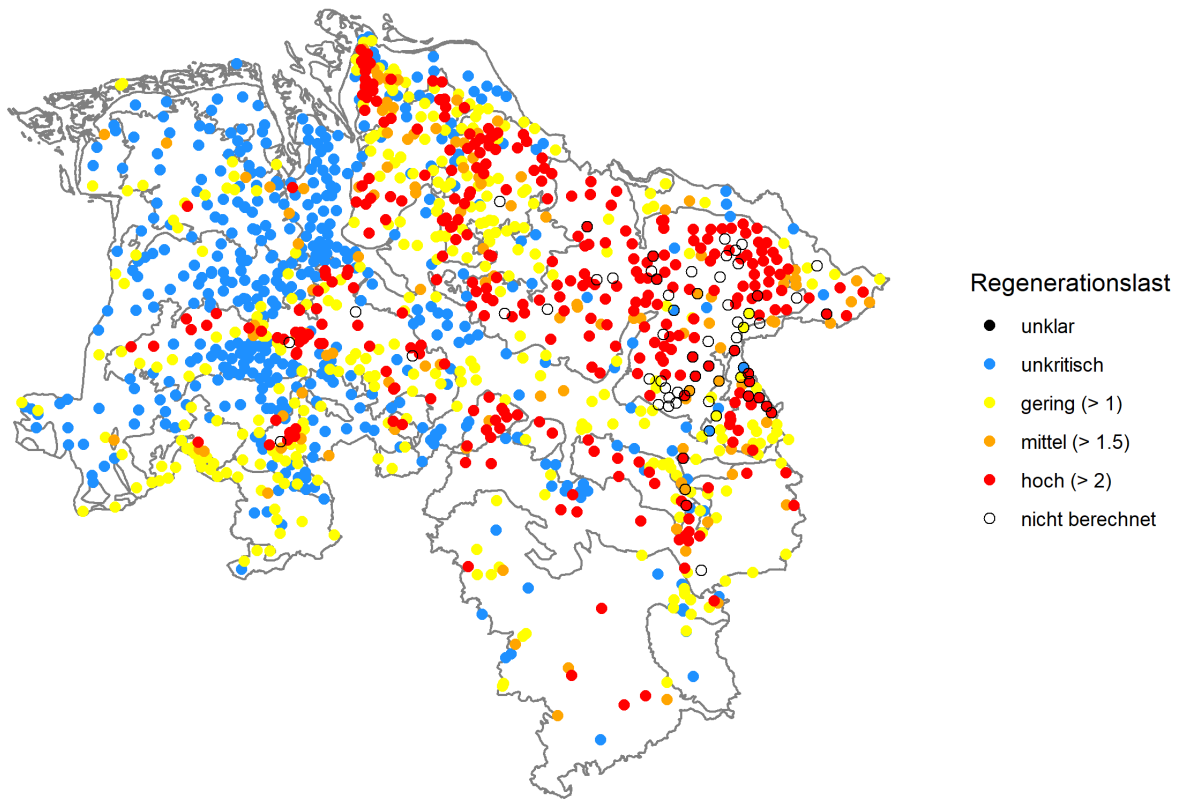 Regenerationslast
unklar
unkritisch
gering (> 1)
mittel (> 1.5)
hoch (> 2)
nicht berechnet